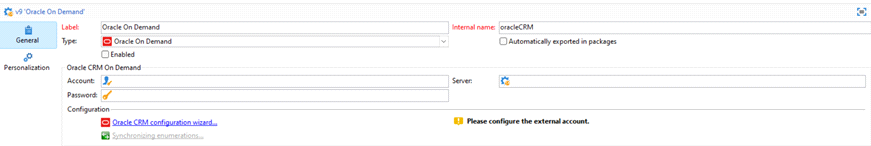 v9 'Oracle On Demand'
General
Personalization
Label: Oracle On Demand Internal name: oracleCRM
Type: Oracle On Demand Automatically exported in packages
Enabled
Oracle CRM On Demand
Account: Server:
Password:
Configuration
Oracle CRM configuration wizard... Please configure the external account.
Synchronizing enumerations...